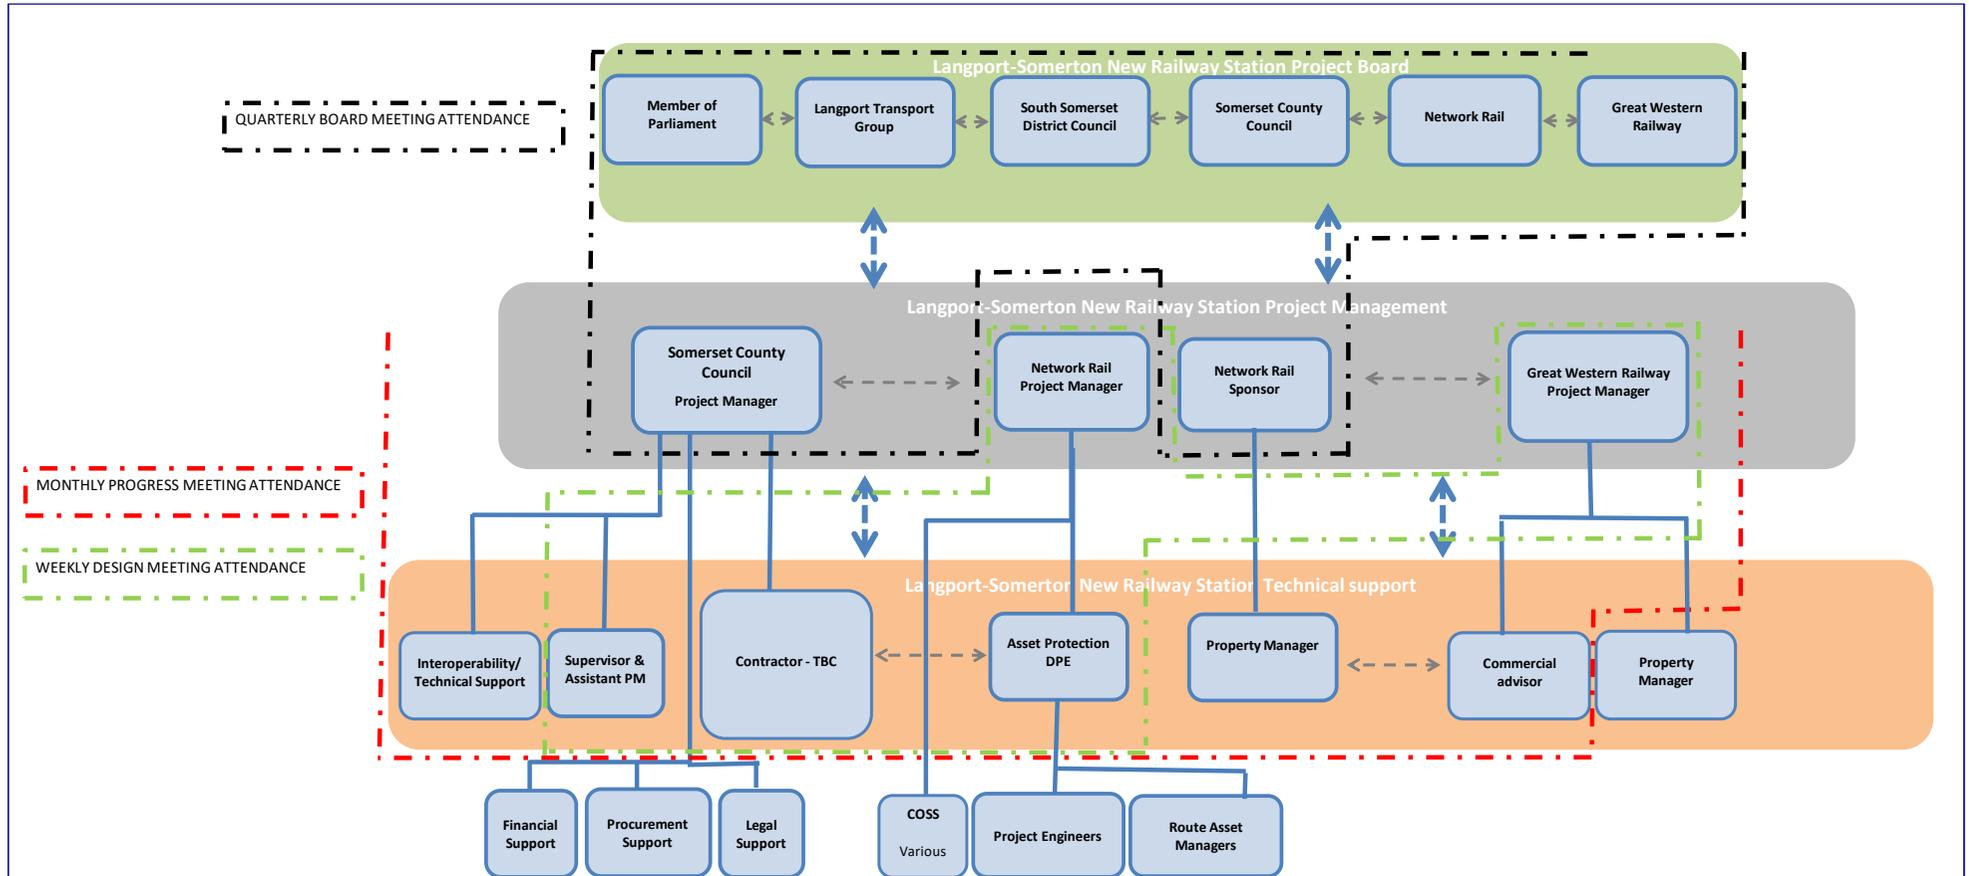 Langport-Somerton New Railway Station Project Board
Member of
Parliament
Langport Transport
Group
South Somerset
District Council
Somerset County
Council
Network Rail
Great Western
Railway
QUARTERLY BOARD MEETING ATTENDANCE
Langport-Somerton New Railway Station Project Management
Somerset County
Council
Project Manager
Network Rail
Project Manager
Network Rail
Sponsor
Great Western Railway
Project Manager
MONTHLY PROGRESS MEETING ATTENDANCE
WEEKLY DESIGN MEETING ATTENDANCE
Langport-Somerton New Railway Station Technical support
Interoperability/
Technical Support
Supervisor &
Assistant PM
Contractor - TBC
Asset Protection
DPE
Property Manager
Commercial
advisor
Property
Manager
Financial
Support
Procurement
Support
Legal
Support
COSS
Various
Project Engineers
Route Asset
Managers